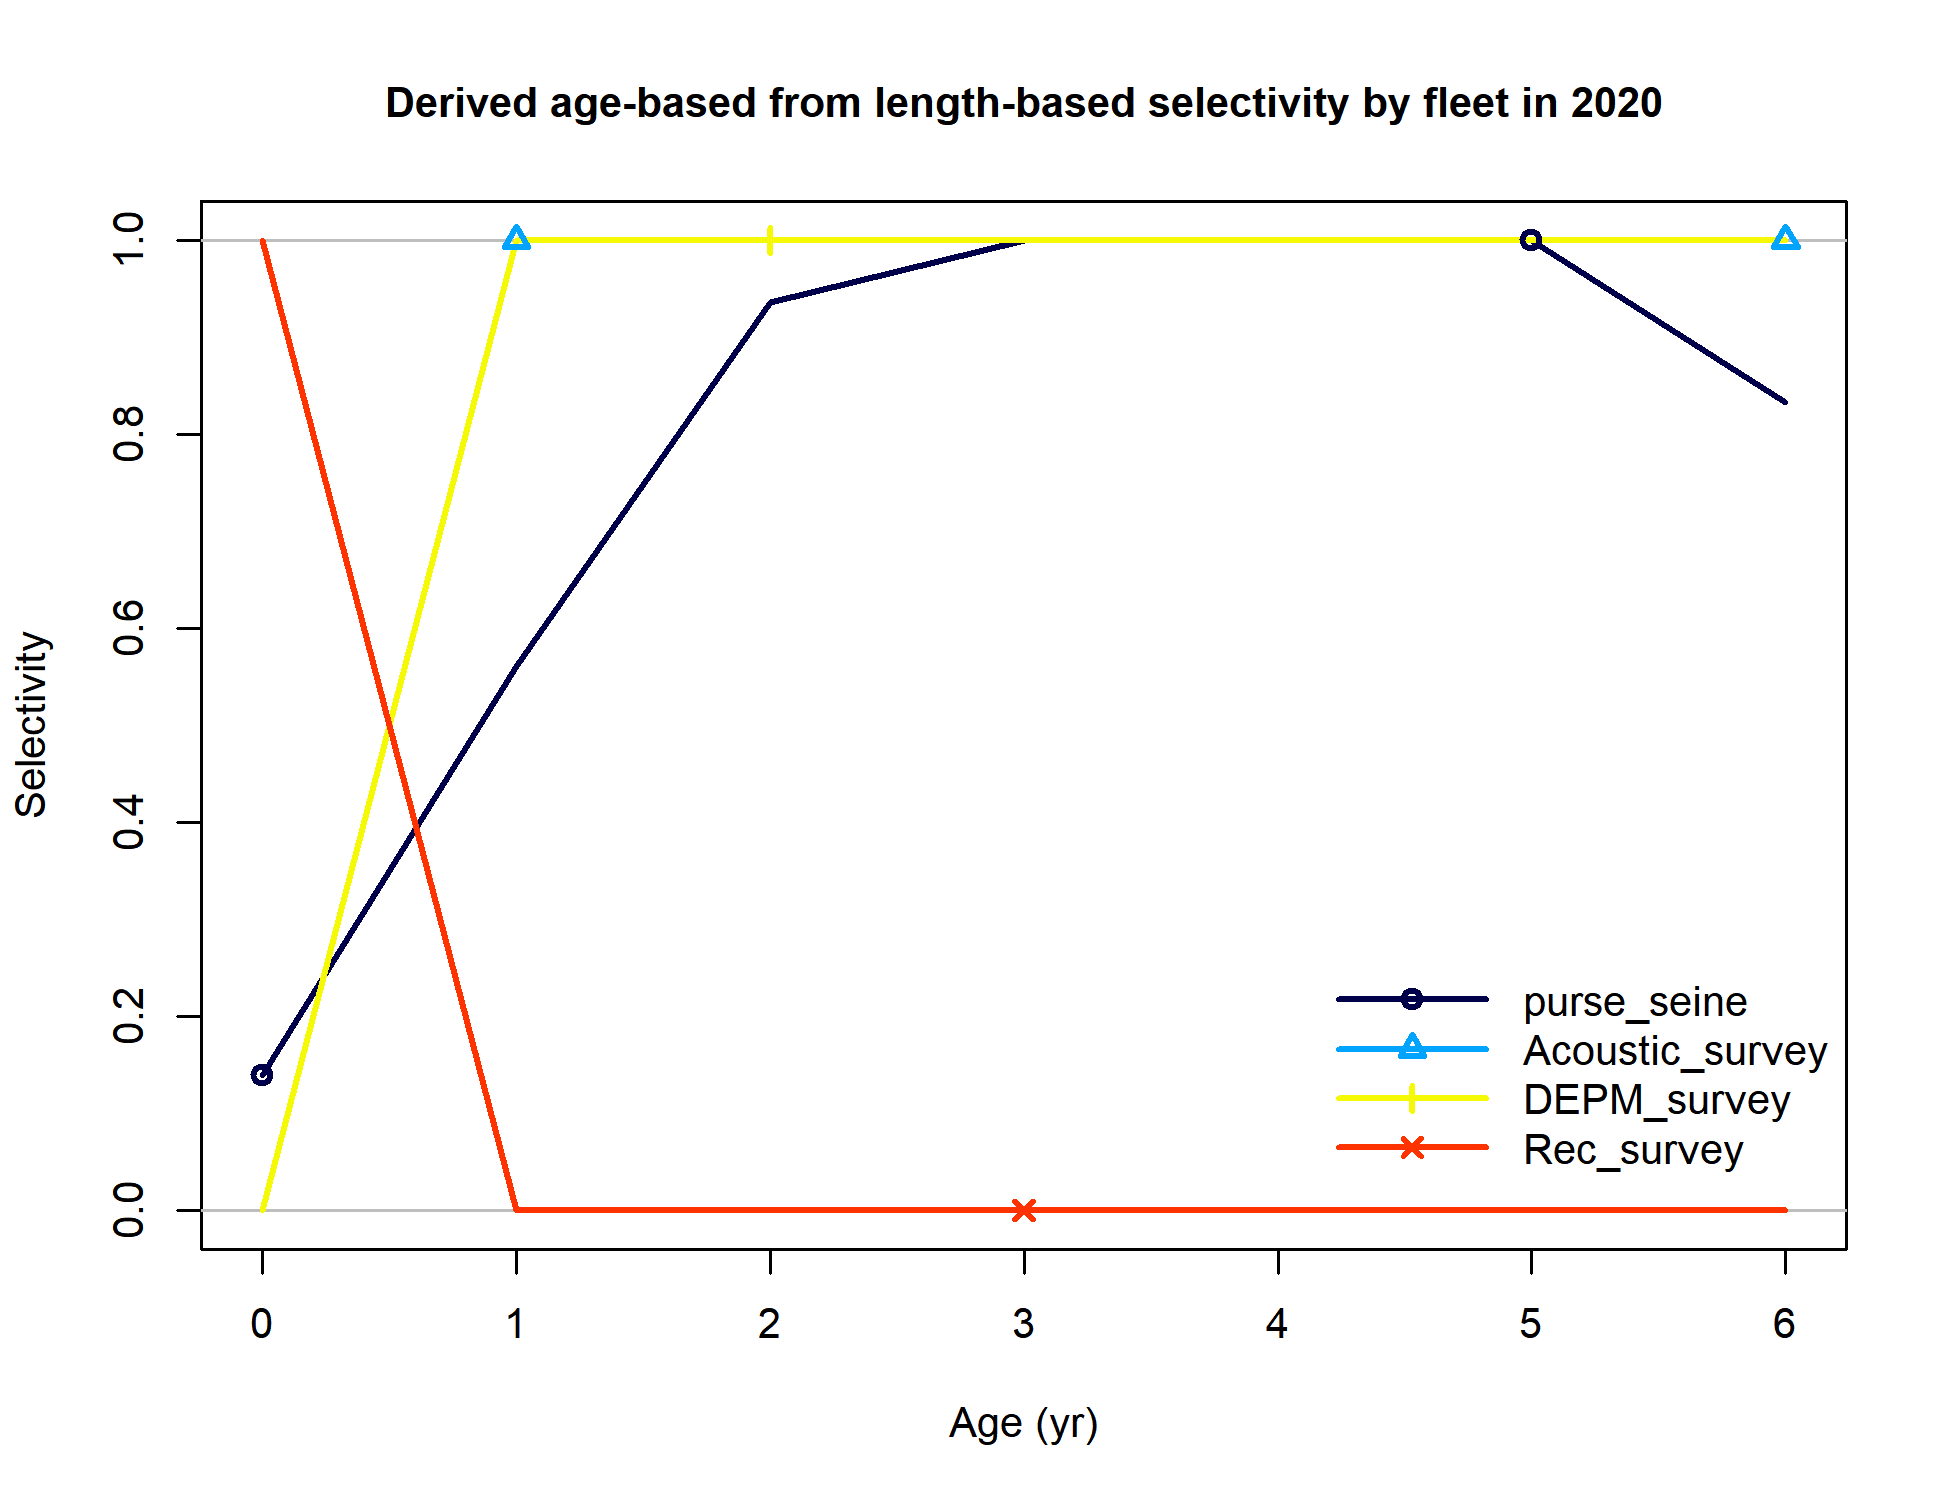 Derived age-based from length-based selectivity by fleet in 2020
1.0
0.8
0.6
0.4
0.2
0.0
Selectivity
purse_seine
Acoustic_survey
DEPM_survey
Rec_survey
0 1 2 3 4 5 6
Age (yr)